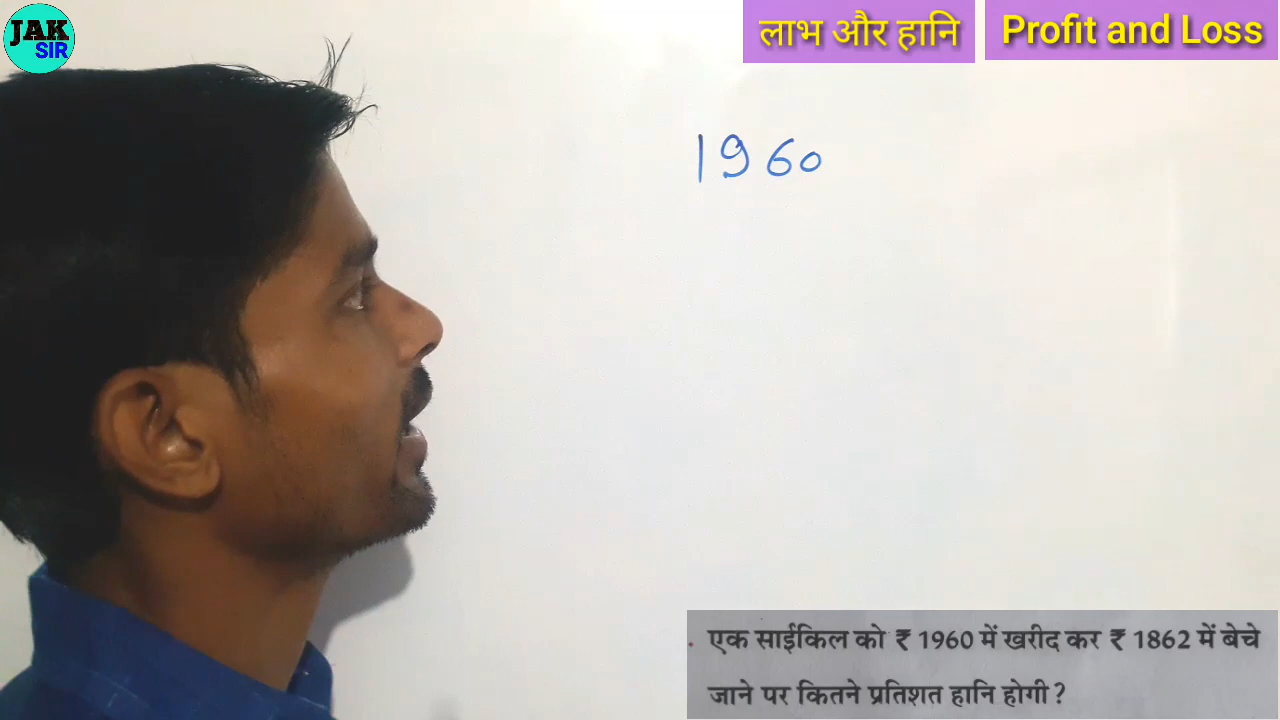 JAK
SIR
लाभ और हानि
Profit and Loss
1960
एक साईकिल को ₹ 1960 में खरीद कर ₹ 1862 में बेचे
जाने पर कितने प्रतिशत हानि होगी ?